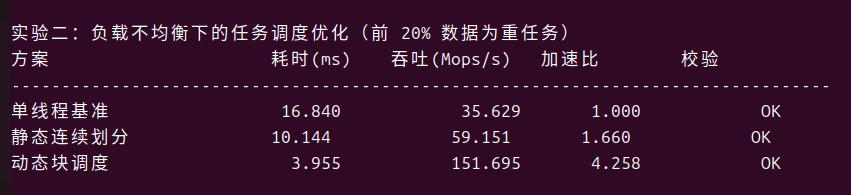 实验二：负载不均衡下的任务调度优化（前 20% 数据为重任务）
方案 耗时(ms) 吞吐(Mops/s) 加速比 校验
--------------------------------------------------------------------------------
单线程基准 16.840 35.629 1.000 OK
静态连续划分 10.144 59.151 1.660 OK
动态块调度 3.955 151.695 4.258 OK